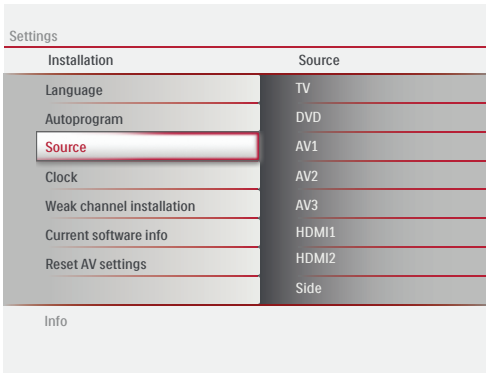 Settings
Installation
Source
Language
TV
Autoprogram
DVD
Source
AV1
Clock
AV2
Weak channel installation
AV3
Current software info
HDMI1
Reset AV settings
HDMI2
Side
Info